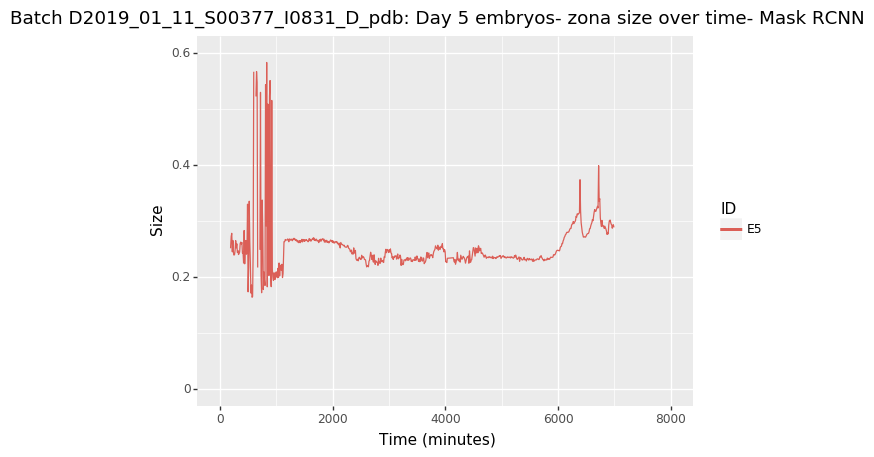 Batch D2019_01_11_S00377_I0831_D_pdb: Day 5 embryos- zona size over time- Mask RCNN
0.6
0.4
0.2
0
Size
0 2000 4000 6000 8000
Time (minutes)
ID
E5